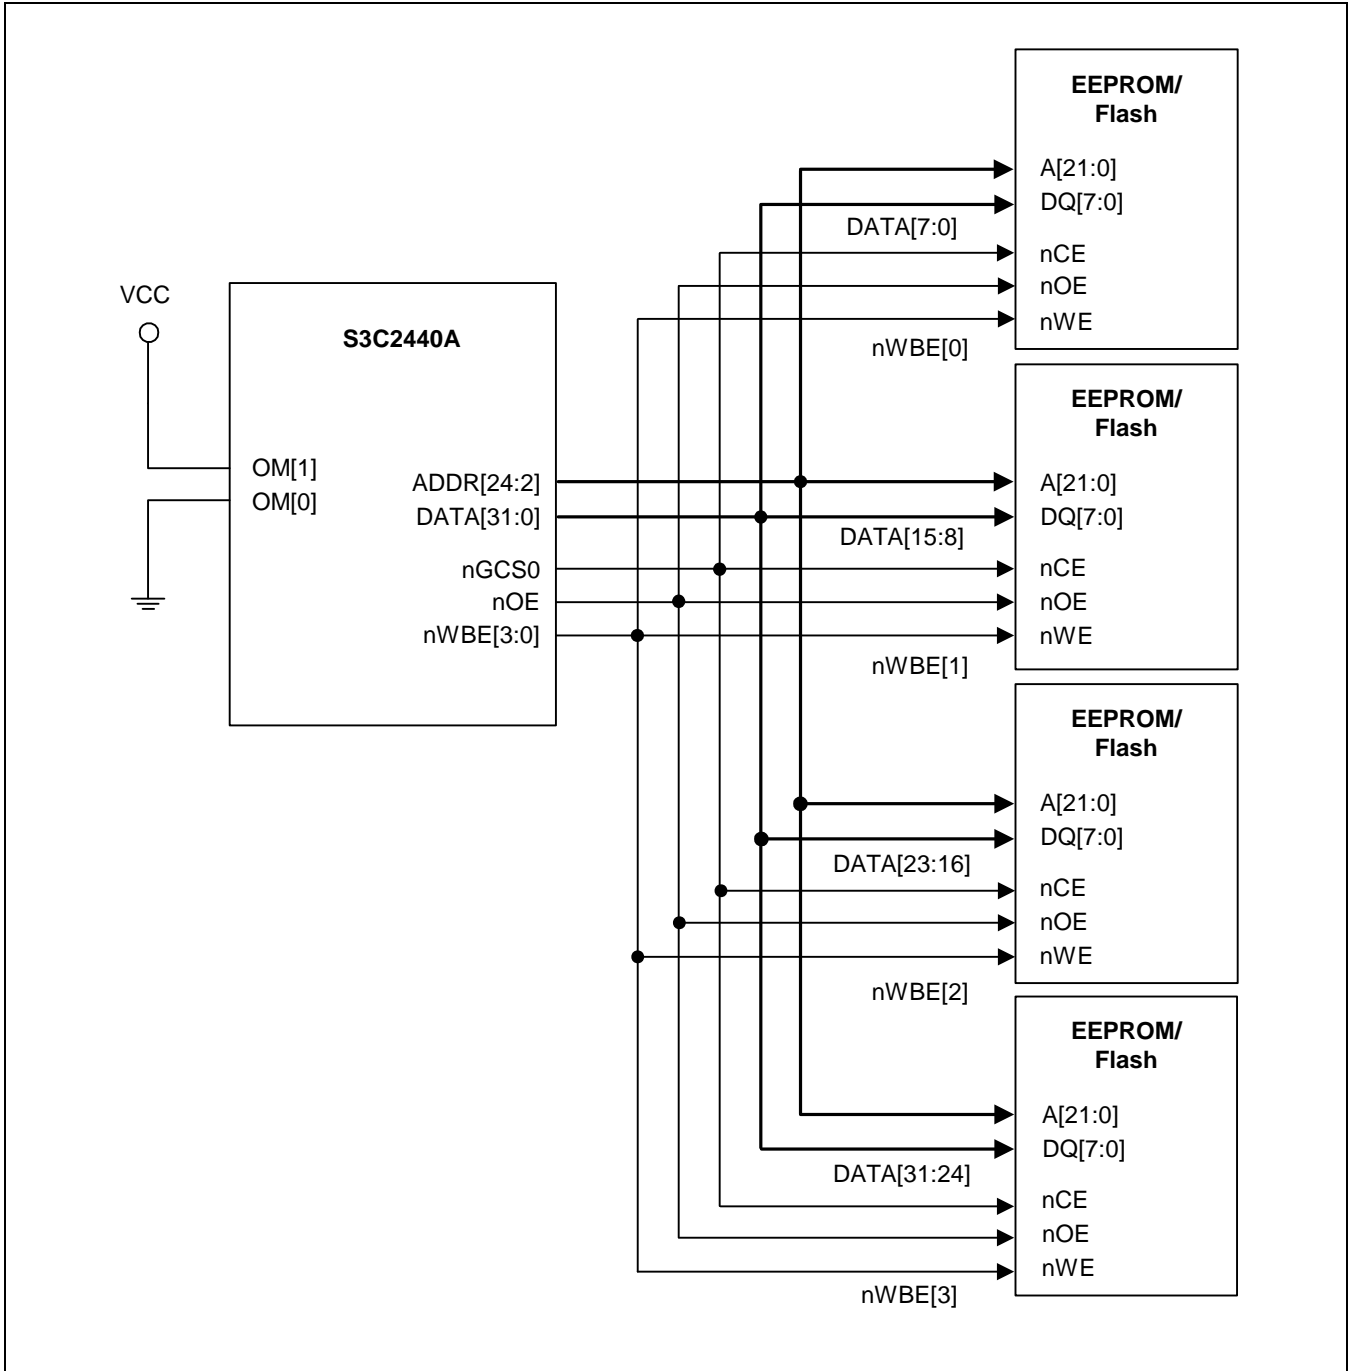 VCC
S3C2440A
OM[1]
OM[0]
ADDR[24:2]
DATA[31:0]
nGCS0
nOE
nWBE[3:0]
EEPROM/
Flash
A[21:0]
DQ[7:0]
DATA[7:0]
nCE
nOE
nWE
nWBE[0]
EEPROM/
Flash
A[21:0]
DQ[7:0]
DATA[15:8]
nCE
nOE
nWE
nWBE[1]
EEPROM/
Flash
A[21:0]
DQ[7:0]
DATA[23:16]
nCE
nOE
nWE
nWBE[2]
EEPROM/
Flash
A[21:0]
DQ[7:0]
DATA[31:24]
nCE
nOE
nWE
nWBE[3]